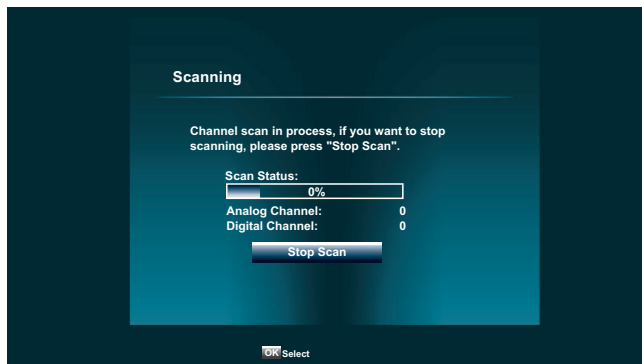 Scanning
Channel scan in process, if you want to stop
scanning, please press "Stop Scan".
Scan Status:
0%
Analog Channel: 0
Digital Channel: 0
Stop Scan
OK Select